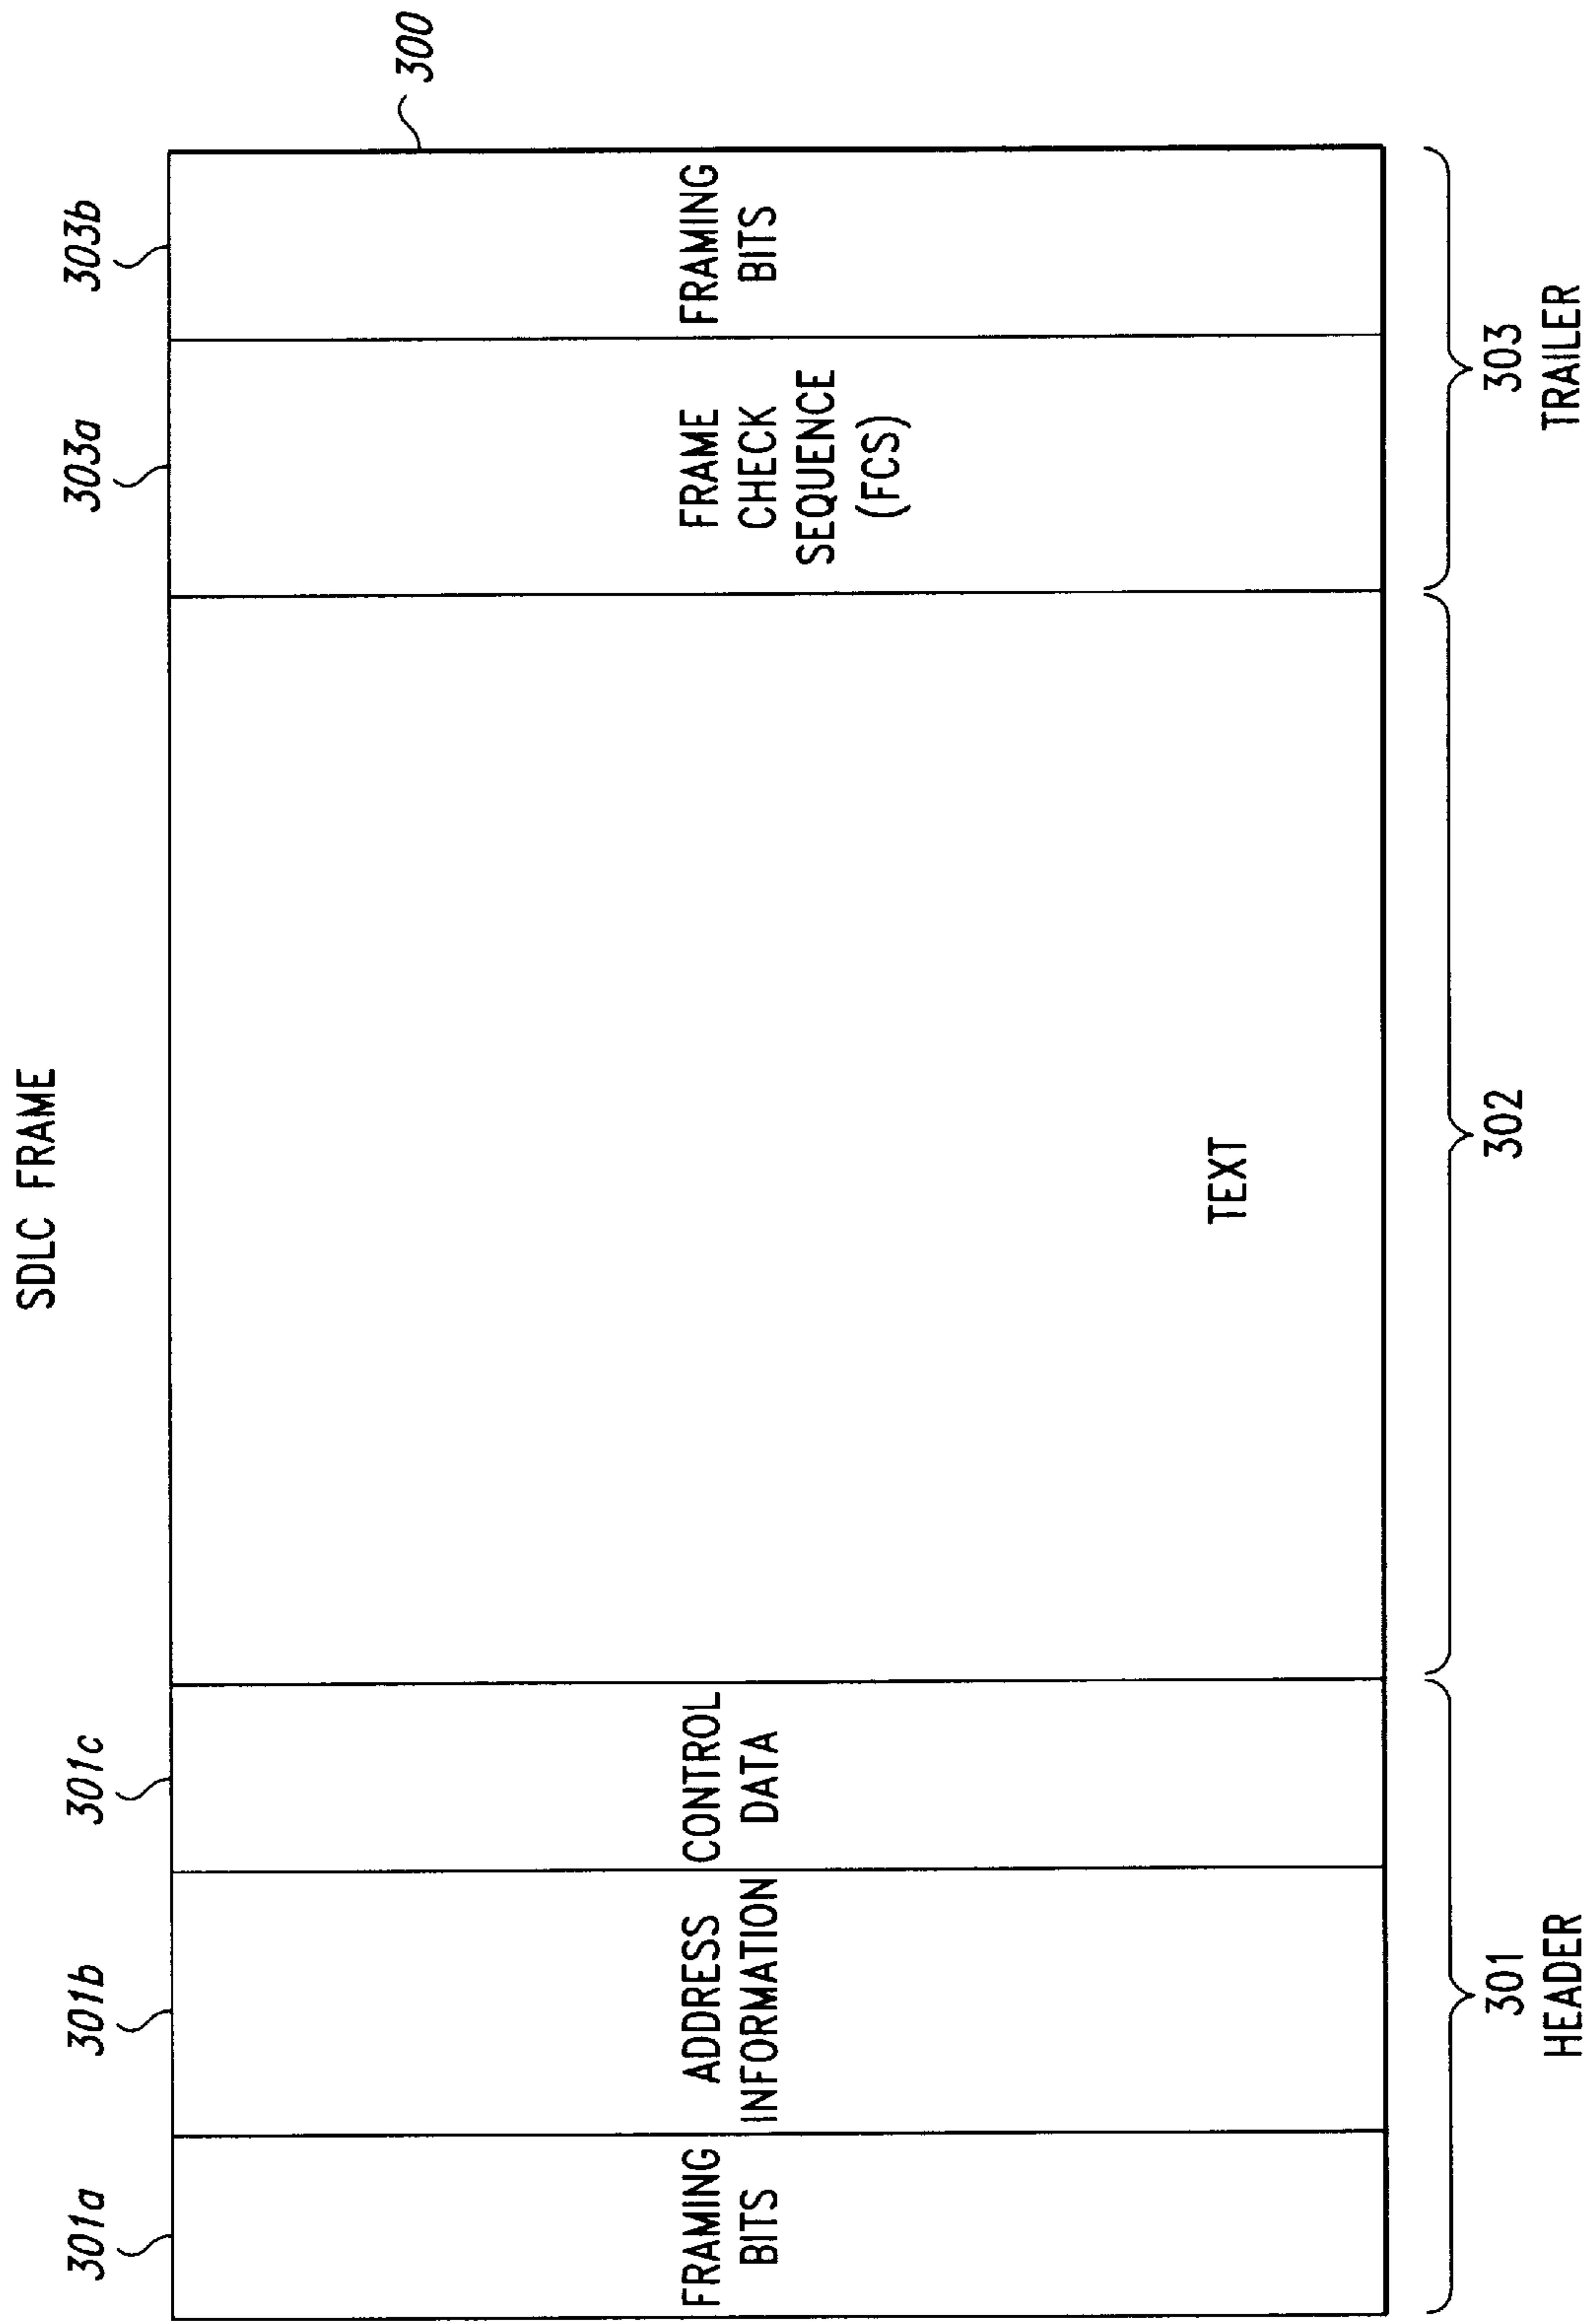 SDLC FRAME
301a
301b
301c
303a
303b
300
FRAMING
BITS
ADDRESS
INFORMATION
CONTROL
DATA
TEXT
FRAME
CHECK
SEQUENCE
(FCS)
FRAMING
BITS
301
HEADER
302
303
TRAILER